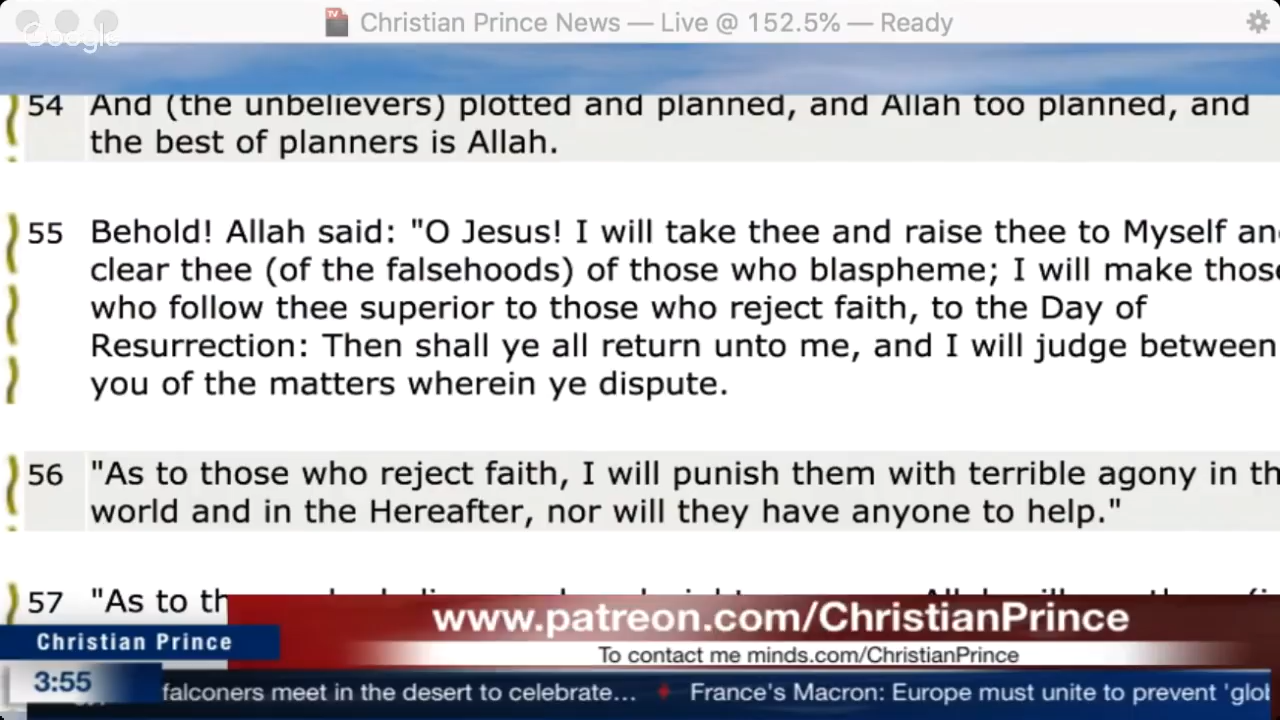 Christian Prince News — Live @ 152.5% — Ready
Google
54 And (the unbelievers) plotted and planned, and Allah too planned, and
the best of planners is Allah.
55 Behold! Allah said: "O Jesus! I will take thee and raise thee to Myself an
clear thee (of the falsehoods) of those who blaspheme; I will make those
who follow thee superior to those who reject faith, to the Day of
Resurrection: Then shall ye all return unto me, and I will judge between
you of the matters wherein ye dispute.
56 "As to those who reject faith, I will punish them with terrible agony in th
world and in the Hereafter, nor will they have anyone to help."
57 "As to th
www.patreon.com/ChristianPrince
Christian Prince
To contact me minds.com/ChristianPrince
3:55
falconers meet in the desert to celebrate... ♦ France's Macron: Europe must unite to prevent 'glob